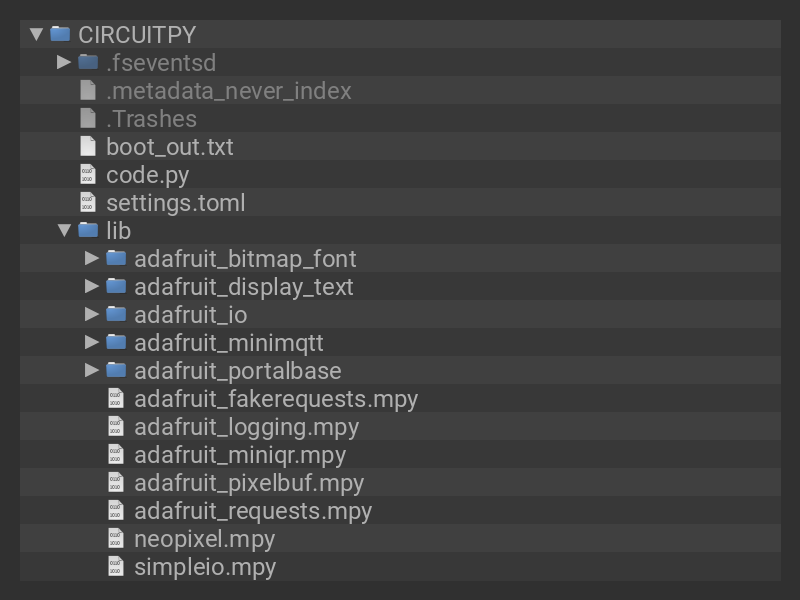 CIRCUITPY
.fseventsd
.metadata_never_index
.Trashes
boot_out.txt
code.py
settings.toml
lib
adafruit_bitmap_font
adafruit_display_text
adafruit_io
adafruit_minimqtt
adafruit_portalbase
adafruit_fakerequests.mpy
adafruit_logging.mpy
adafruit_miniqr.mpy
adafruit_pixelbuf.mpy
adafruit_requests.mpy
neopixel.mpy
simpleio.mpy